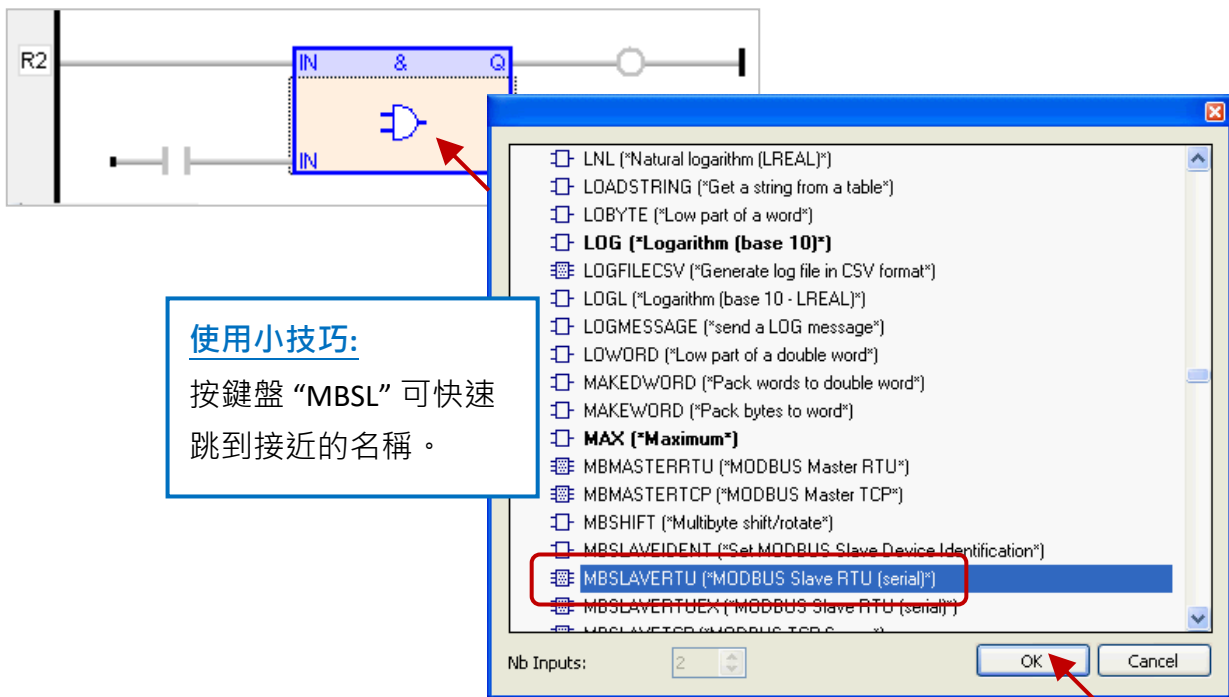 R2
IN & Q
IN
LNL (*Natural logarithm (LREAL)*)
LOADSTRING (*Get a string from a table*)
LOBYTE (*Low part of a word*)
LOG (*Logarithm (base 10)*)
LOGFILECSV (*Generate log file in CSV format*)
LOGL (*Logarithm (base 10 - LREAL)*)
LOGMESSAGE (*send a LOG message*)
LOWORD (*Low part of a double word*)
MAKEDWORD (*Pack words to double word*)
MAKEWORD (*Pack bytes to word*)
MAX (*Maximum*)
MBMASTERRTU (*MODBUS Master RTU*)
MBMASTERTCP (*MODBUS Master TCP*)
MBSHIFT (*Multibyte shift/rotate*)
MBSLAVEIDENT (*Set MODBUS Slave Device Identification*)
MBSLAVERTU (*MODBUS Slave RTU (serial)*)
MBSLAVERTUEX (*MODBUS Slave RTU (serial)*)
使用小技巧:
按鍵盤 “MBSL” 可快速
跳到接近的名稱。
Nb Inputs: 2 OK Cancel